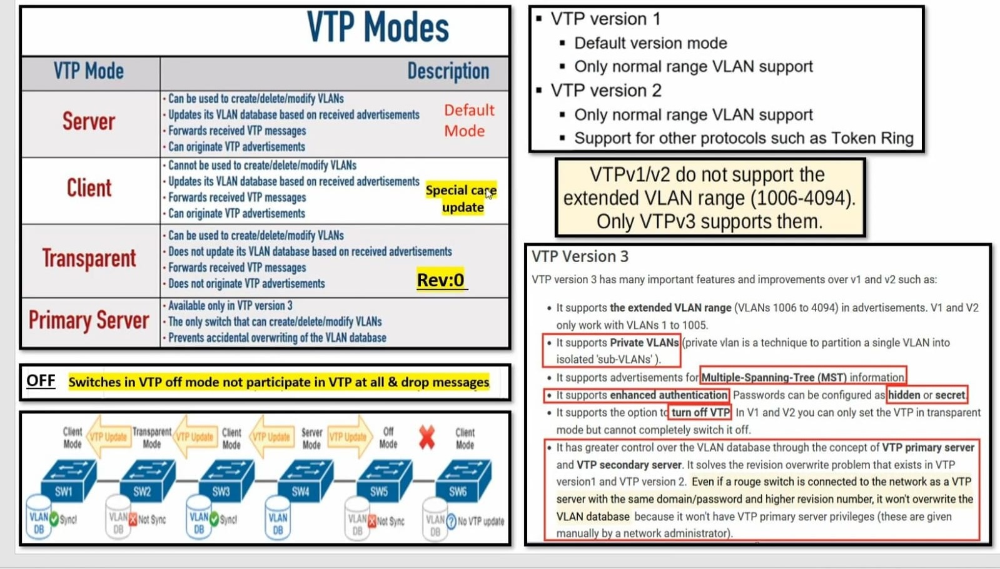 VTP Modes
VTP Mode
Description
Server
• Can be used to create/delete/modify VLANs
• Updates its VLAN database based on received advertisements
• Forwards received VTP messages
• Can originate VTP advertisements
Default
Mode
Client
• Cannot be used to create/delete/modify VLANs
• Updates its VLAN database based on received advertisements
• Forwards received VTP messages
• Can originate VTP advertisements
Special case
update
Transparent
• Can be used to create/delete/modify VLANs
• Does not update its VLAN database based on received advertisements
• Forwards received VTP messages
• Does not originate VTP advertisements
Rev:0
Primary Server
• Available only in VTP version 3
• The only switch that can create/delete/modify VLANs
• Prevents accidental overwriting of the VLAN database
OFF Switches in VTP off mode not participate in VTP at all & drop messages
Client
Mode
VTP Update
Transparent
Mode
VTP Update
Client
Mode
VTP Update
Server
Mode
VTP Update
Off
Mode
Client
Mode
SW1
SW2
SW3
SW4
SW5
SW6
VLAN
DB
Sync!
VLAN
DB
Not Sync
VLAN
DB
Sync!
VLAN
DB
VLAN
DB
Not Sync
VLAN
DB
? No VTP update
▪ VTP version 1
▪ Default version mode
▪ Only normal range VLAN support
▪ VTP version 2
▪ Only normal range VLAN support
▪ Support for other protocols such as Token Ring
VTPv1/v2 do not support the
extended VLAN range (1006-4094).
Only VTPv3 supports them.
VTP Version 3
VTP version 3 has many important features and improvements over v1 and v2 such as:
• It supports the extended VLAN range (VLANs 1006 to 4094) in advertisements. V1 and V2
only work with VLANs 1 to 1005.
• It supports Private VLANs (private vlan is a technique to partition a single VLAN into
isolated 'sub-VLANs' ).
• It supports advertisements for Multiple-Spanning-Tree (MST) information.
• It supports enhanced authentication. Passwords can be configured as hidden or secret.
• It supports the option to turn off VTP. In V1 and V2 you can only set the VTP in transparent
mode but cannot completely switch it off.
• It has greater control over the VLAN database through the concept of VTP primary server
and VTP secondary server. It solves the revision overwrite problem that exists in VTP
version1 and VTP version 2. Even if a rouge switch is connected to the network as a VTP
server with the same domain/password and higher revision number, it won't overwrite the
VLAN database because it won't have VTP primary server privileges (these are given
manually by a network administrator).